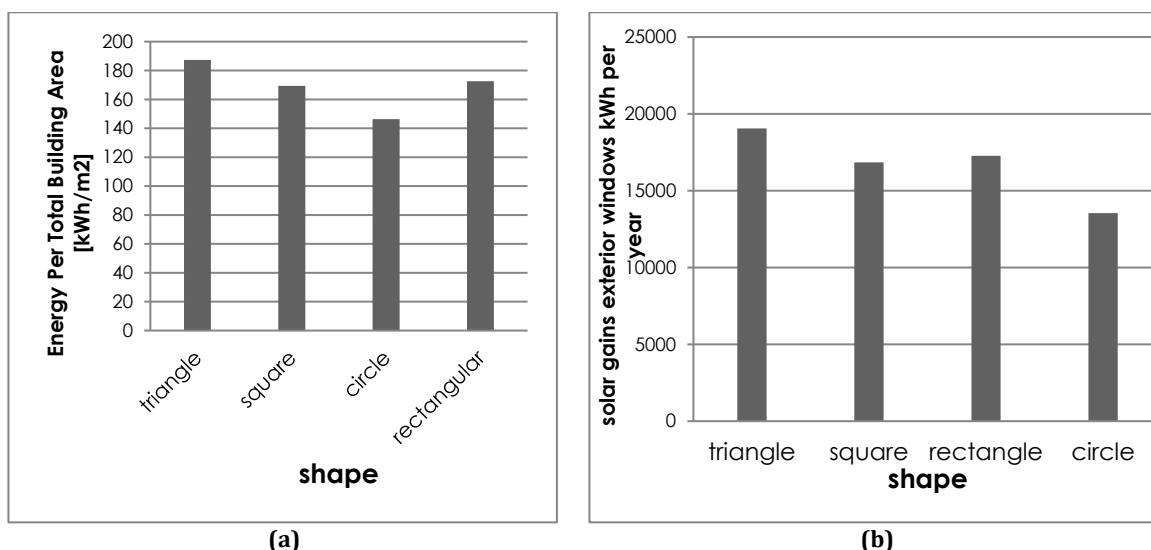 Energy Per Total Building Area
[kWh/m2]
200
180
160
140
120
100
80
60
40
20
0
triangle
square
circle
rectangular
shape
(a)
solar gains exterior windows kWh per
year
25000
20000
15000
10000
5000
0
triangle square rectangle circle
shape
(b)